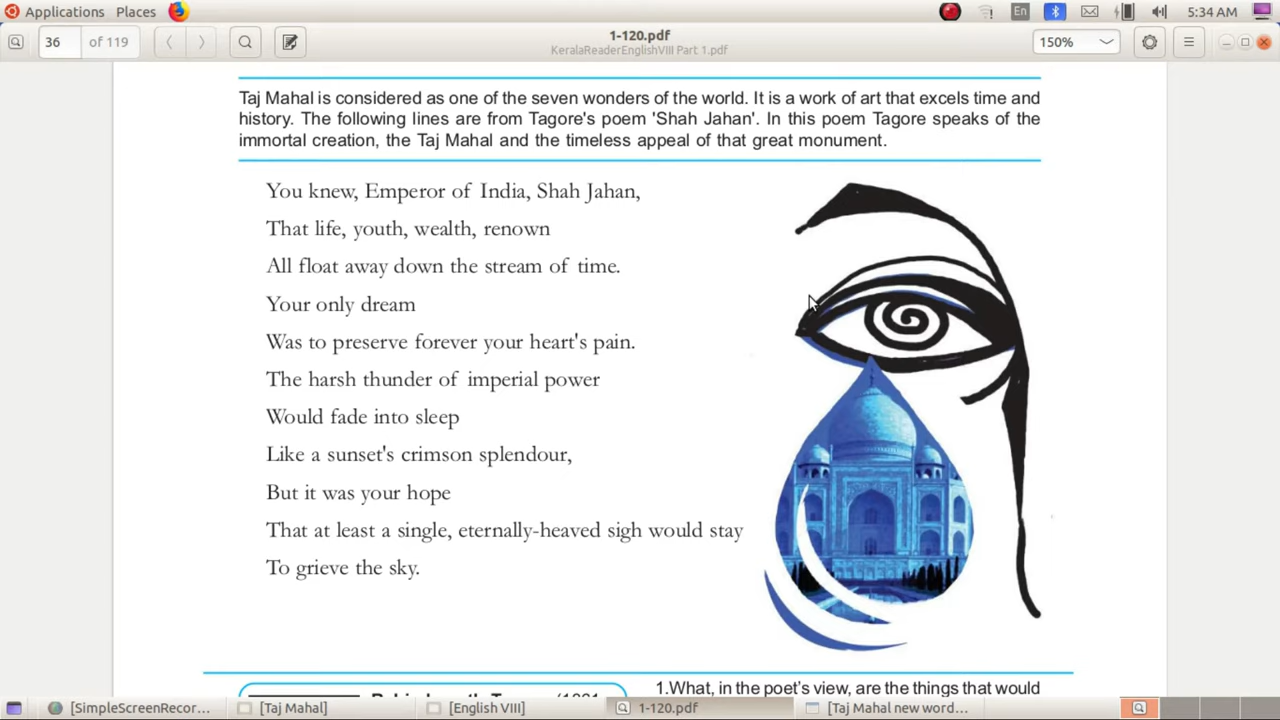 Applications Places En 5:34 AM
36 of 119 1-120.pdf 150%
KeralaReaderEnglishVIII Part 1.pdf
Taj Mahal is considered as one of the seven wonders of the world. It is a work of art that excels time and
history. The following lines are from Tagore's poem 'Shah Jahan'. In this poem Tagore speaks of the
immortal creation, the Taj Mahal and the timeless appeal of that great monument.
You knew, Emperor of India, Shah Jahan,
That life, youth, wealth, renown
All float away down the stream of time.
Your only dream
Was to preserve forever your heart's pain.
The harsh thunder of imperial power
Would fade into sleep
Like a sunset's crimson splendour,
But it was your hope
That at least a single, eternally-heaved sigh would stay
To grieve the sky.
1.What, in the poet's view, are the things that would
[SimpleScreenRecor... [Taj Mahal] [English VIII] 1-120.pdf [Taj Mahal new word...